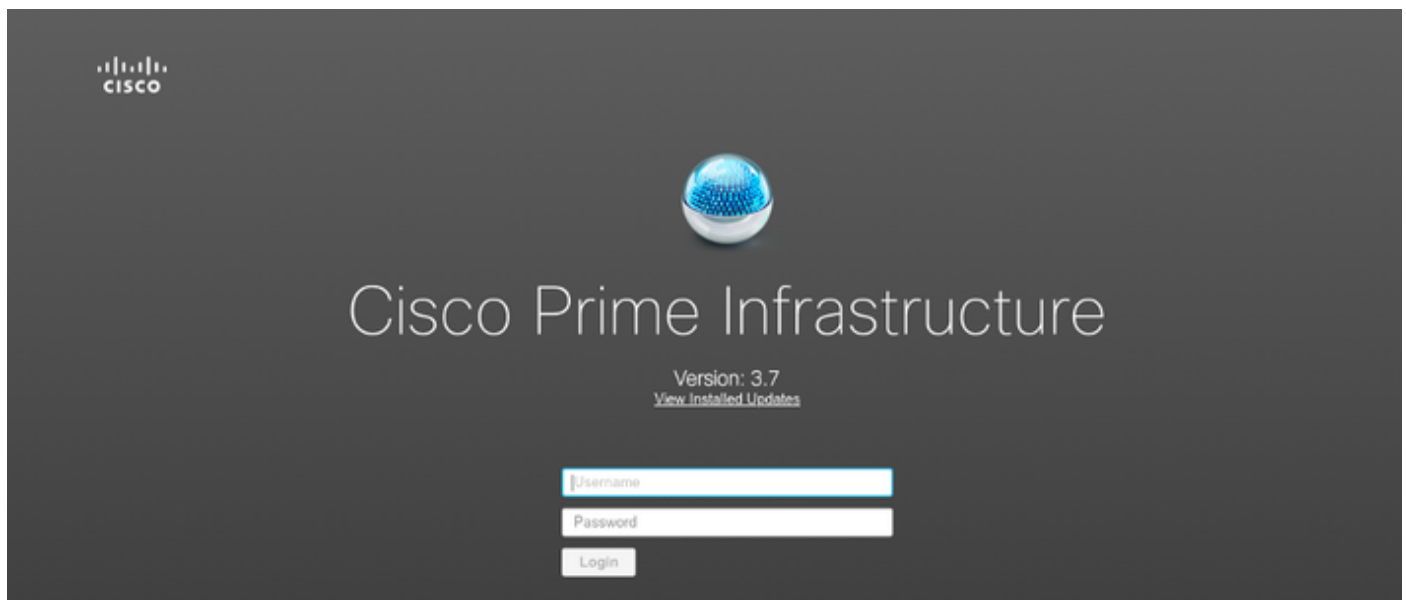 CISCO
Cisco Prime Infrastructure
Version: 3.7
View Installed Updates
Username
Password
Login